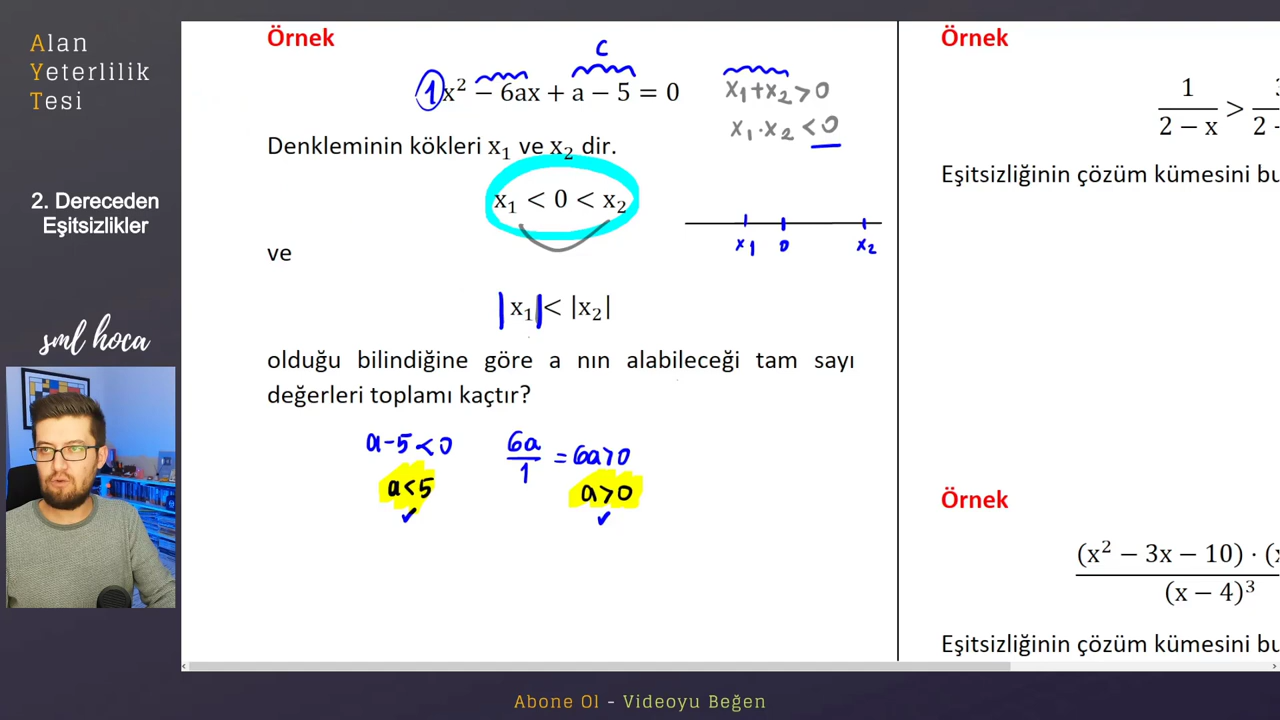 Alan
Yeterlilik
Tesi
2. Dereceden
Eşitsizlikler
sml hoca
Örnek
c
1x² − 6ax + a − 5 = 0
x₁+x₂>0
x₁·x₂<0
Denkleminin kökleri x₁ ve x₂ dir.
x₁ < 0 < x₂
x₁ 0 x₂
ve
|x₁| < |x₂|
olduğu bilindiğine göre a nın alabileceği tam sayı
değerleri toplamı kaçtır?
a-5<0
6a/1 = 6a>0
a<5
a>0
Örnek
1/(2 − x) > 3/(2 −
Eşitsizliğinin çözüm kümesini bu
Örnek
(x² − 3x − 10) · (x
(x − 4)³
Eşitsizliğinin çözüm kümesini bu
Abone Ol - Videoyu Beğen